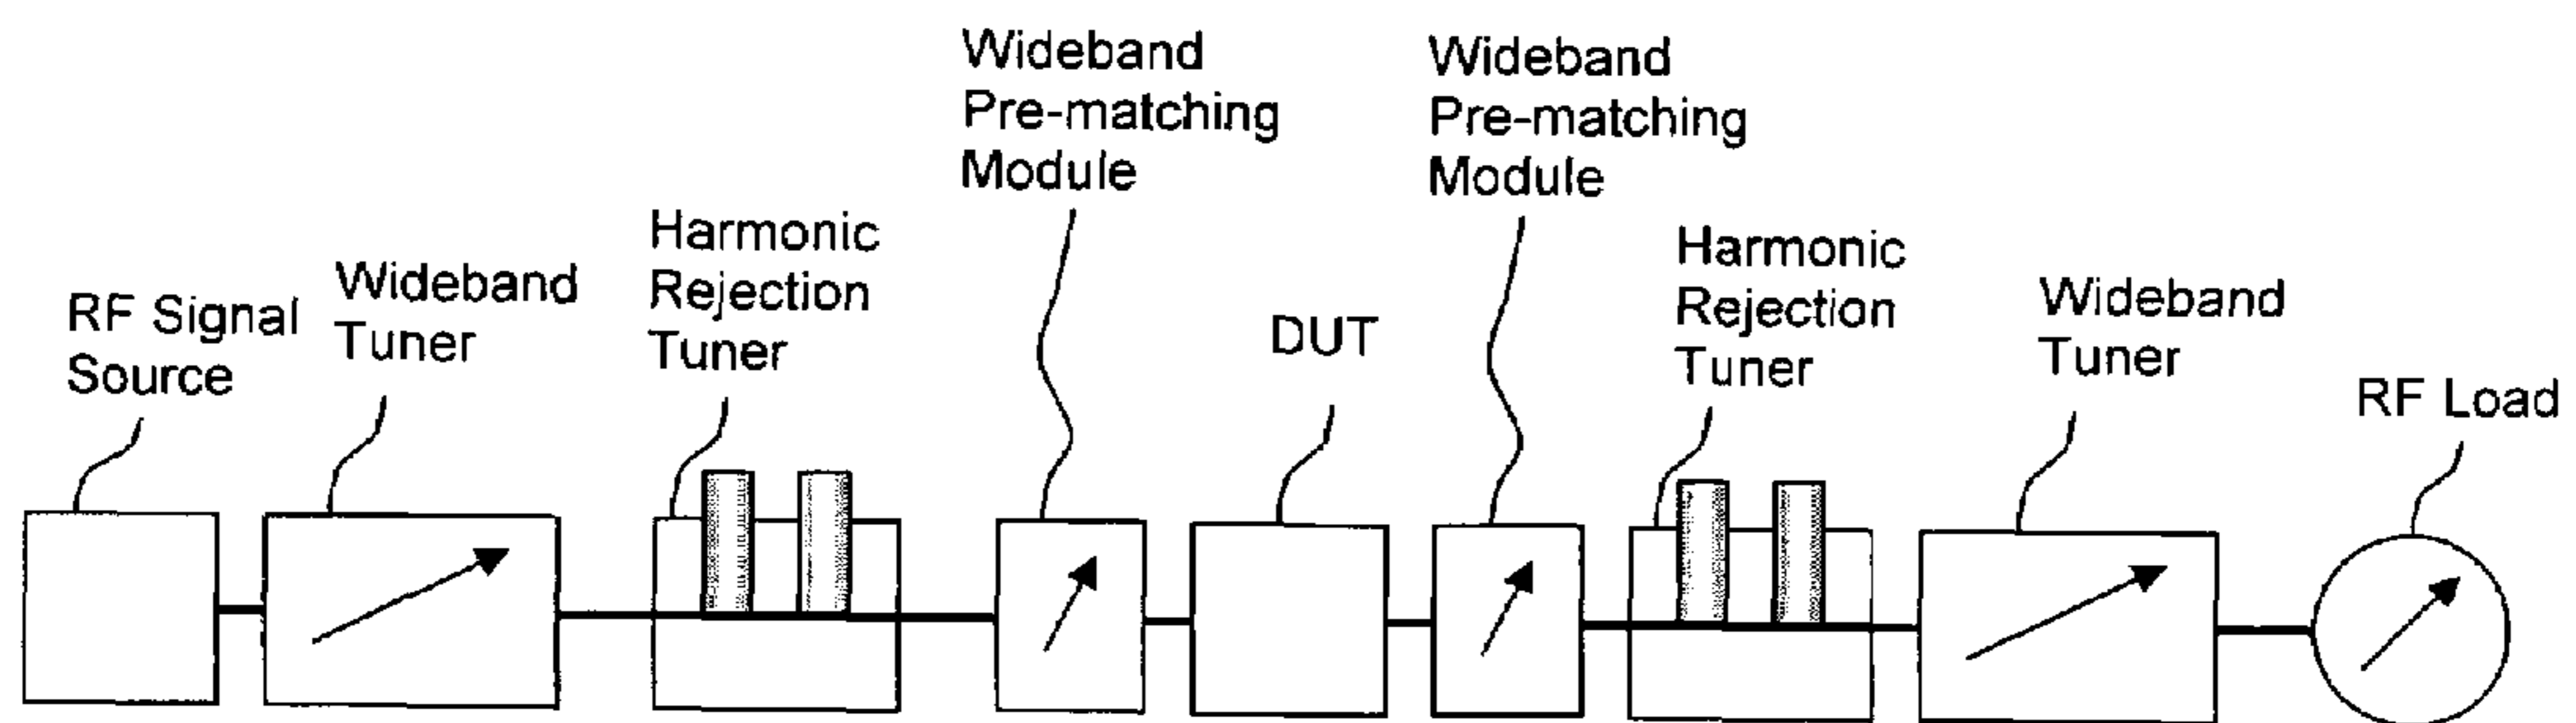 RF Signal
Source
Wideband
Tuner
Harmonic
Rejection
Tuner
Wideband
Pre-matching
Module
DUT
Wideband
Pre-matching
Module
Harmonic
Rejection
Tuner
Wideband
Tuner
RF Load